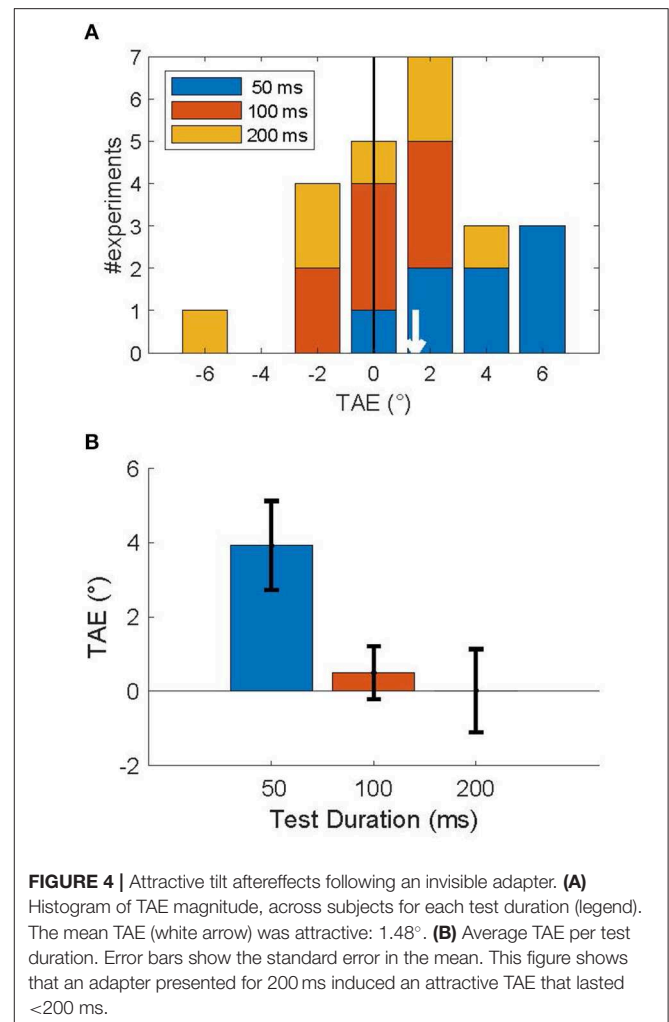 A
7
6
5
4
3
2
1
0
#experiments
50 ms
100 ms
200 ms
-6 -4 -2 0 2 4 6
TAE (°)
B
6
4
2
0
-2
TAE (°)
50 100 200
Test Duration (ms)
FIGURE 4 | Attractive tilt aftereffects following an invisible adapter. (A)
Histogram of TAE magnitude, across subjects for each test duration (legend).
The mean TAE (white arrow) was attractive: 1.48°. (B) Average TAE per test
duration. Error bars show the standard error in the mean. This figure shows
that an adapter presented for 200 ms induced an attractive TAE that lasted
<200 ms.